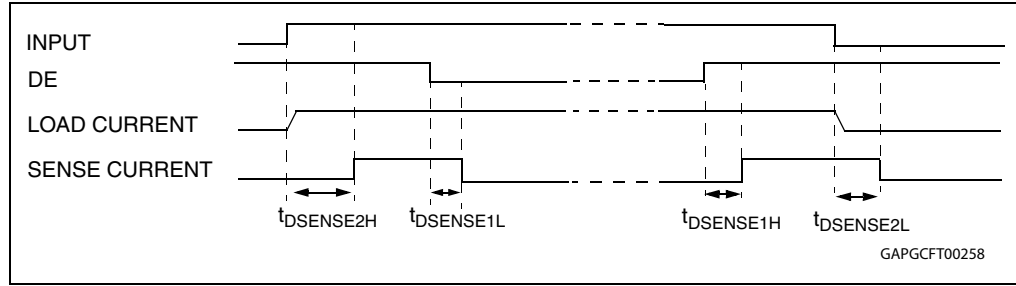 INPUT
DE
LOAD CURRENT
SENSE CURRENT
tDSENSE2H tDSENSE1L tDSENSE1H tDSENSE2L
GAPGCFT00258